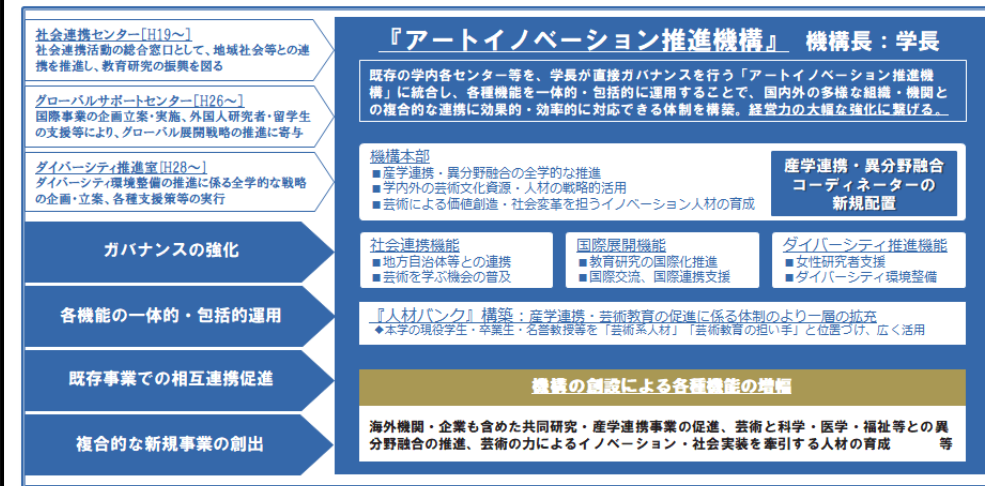 社会連携センター[H19～]
社会連携活動の総合窓口として、地域社会等との連
携を推進し、教育研究の振興を図る
グローバルサポートセンター[H26～]
国際事業の企画立案・実施、外国人研究者・留学生
の支援等により、グローバル展開戦略の推進に寄与
ダイバーシティ推進室[H28～]
ダイバーシティ環境整備の推進に係る全学的な戦略
の企画・立案、各種支援策等の実行
ガバナンスの強化
各機能の一体的・包括的運用
既存事業での相互連携促進
複合的な新規事業の創出
『アートイノベーション推進機構』 機構長：学長
既存の学内各センター等を、学長が直接ガバナンスを行う「アートイノベーション推進機
構」に統合し、各種機能を一体的・包括的に運用することで、国内外の多様な組織・機関と
の複合的な連携に効果的・効率的に対応できる体制を構築。経営力の大幅な強化に繋げる。
機構本部
■産学連携・異分野融合の全学的な推進
■学内外の芸術文化資源・人材の戦略的活用
■芸術による価値創造・社会変革を担うイノベーション人材の育成
産学連携・異分野融合
コーディネーターの
新規配置
社会連携機能
■地方自治体等との連携
■芸術を学ぶ機会の普及
国際展開機能
■教育研究の国際化推進
■国際交流、国際連携支援
ダイバーシティ推進機能
■女性研究者支援
■ダイバーシティ環境整備
『人材バンク』構築：産学連携・芸術教育の促進に係る体制のより一層の拡充
◆本学の現役学生・卒業生・名誉教授等を「芸術系人材」「芸術教育の担い手」と位置づけ、広く活用
機構の創設による各種機能の増幅
海外機関・企業も含めた共同研究・産学連携事業の促進、芸術と科学・医学・福祉等との異
分野融合の推進、芸術の力によるイノベーション・社会実装を牽引する人材の育成 等